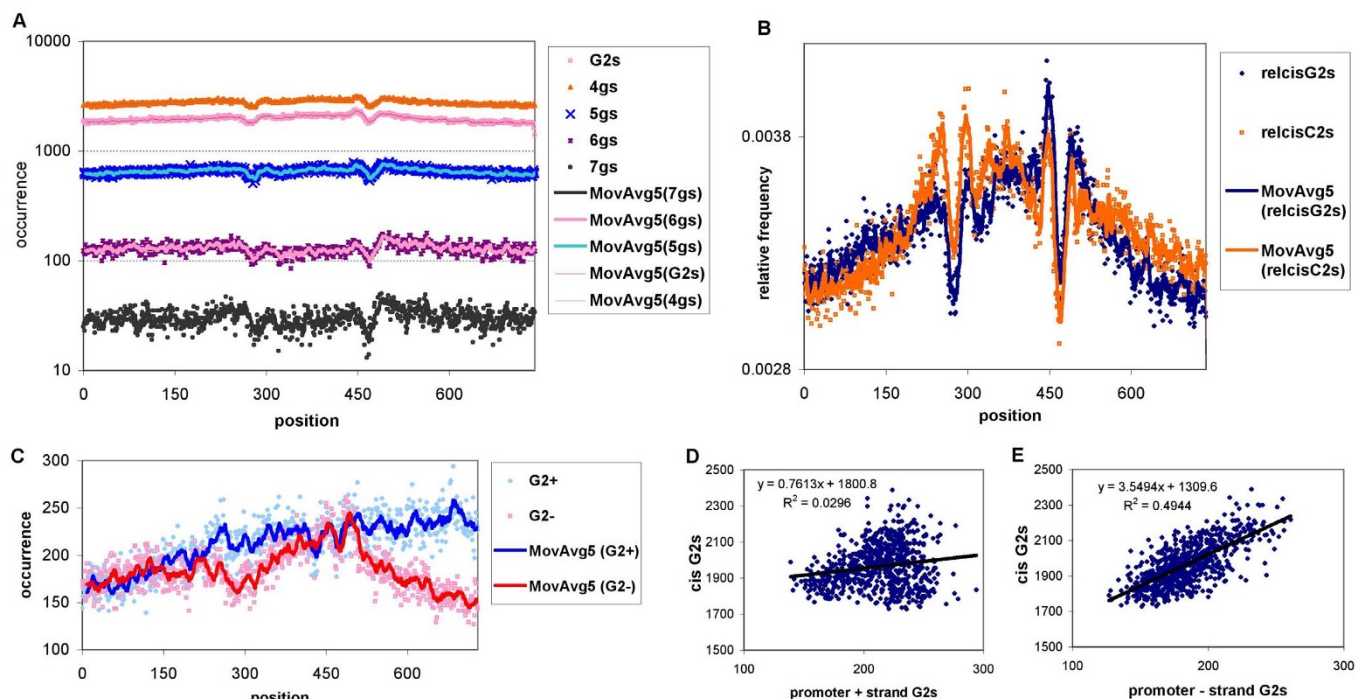 A
10000
1000
100
10
occurrence
0
150
300
450
600
position
G2s
4gs
5gs
6gs
7gs
MovAvg5(7gs)
MovAvg5(6gs)
MovAvg5(5gs)
MovAvg5(G2s)
MovAvg5(4gs)
B
0.0038
0.0028
relative frequency
0
150
300
450
600
position
relcisG2s
relcisC2s
MovAvg5
(relcisG2s)
MovAvg5
(relcisC2s)
C
300
250
200
150
100
occurrence
0
150
300
450
600
position
G2+
G2-
MovAvg5 (G2+)
MovAvg5 (G2-)
D
2500
2300
2100
1900
1700
1500
cis G2s
y = 0.7613x + 1800.8
R² = 0.0296
100
200
300
promoter + strand G2s
E
2500
2300
2100
1900
1700
1500
cis G2s
y = 3.5494x + 1309.6
R² = 0.4944
100
200
300
promoter - strand G2s